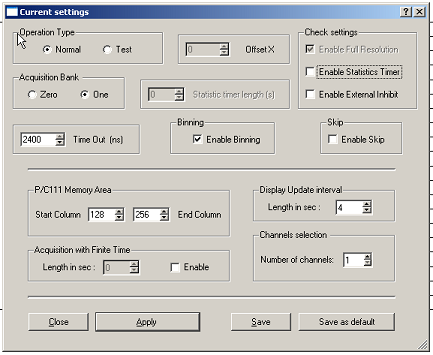 Current settings
Operation Type
Normal Test
0 Offset X
Check settings
Enable Full Resolution
Enable Statistics Timer
Enable External Inhibit
Acquisition Bank
Zero One
0 Statistic timer length (s)
2400 Time Out (ns)
Binning
Enable Binning
Skip
Enable Skip
P/C111 Memory Area
Start Column 128 256 End Column
Display Update interval
Length in sec : 4
Acquisition with Finite Time
Length in sec : 0 Enable
Channels selection
Number of channels: 1
Close Apply Save Save as default